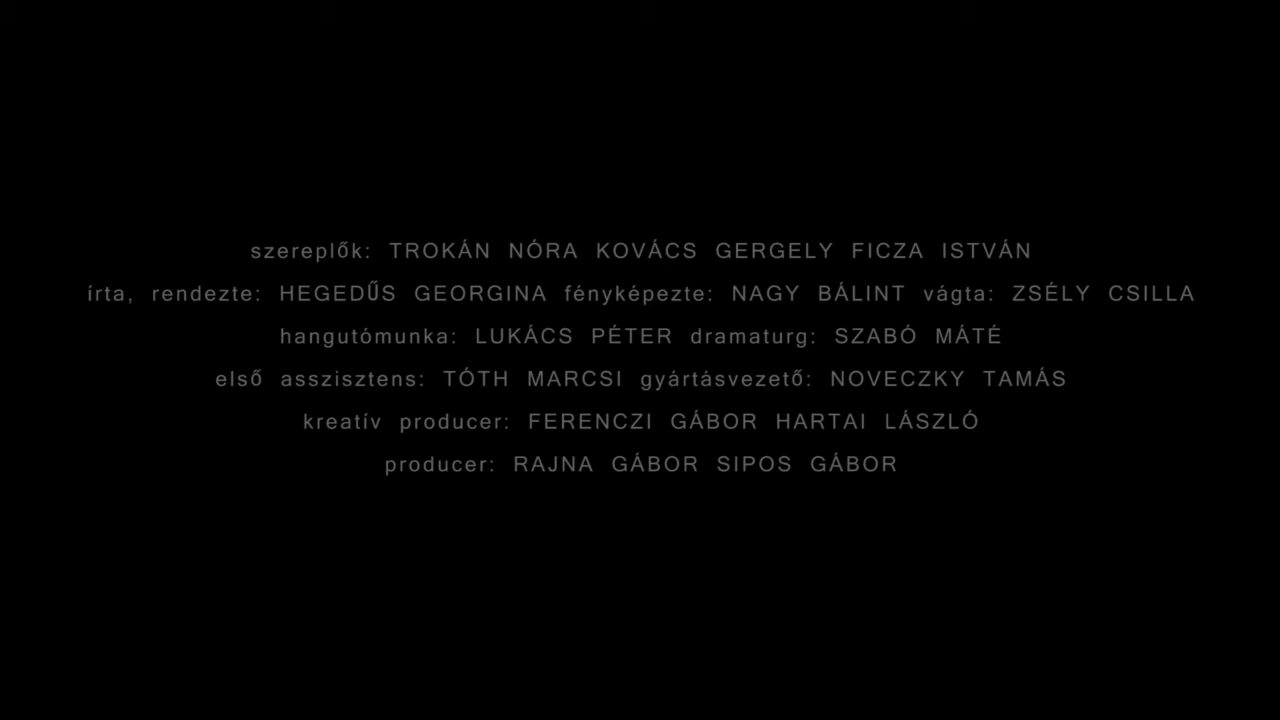 szereplők: TROKÁN NÓRA KOVÁCS GERGELY FICZA ISTVÁN
írta, rendezte: HEGEDŰS GEORGINA fényképezte: NAGY BÁLINT vágta: ZSÉLY CSILLA
hangutómunka: LUKÁCS PÉTER dramaturg: SZABÓ MÁTÉ
első asszisztens: TÓTH MARCSI gyártásvezető: NOVECZKY TAMÁS
kreatív producer: FERENCZI GÁBOR HARTAI LÁSZLÓ
producer: RAJNA GÁBOR SIPOS GÁBOR